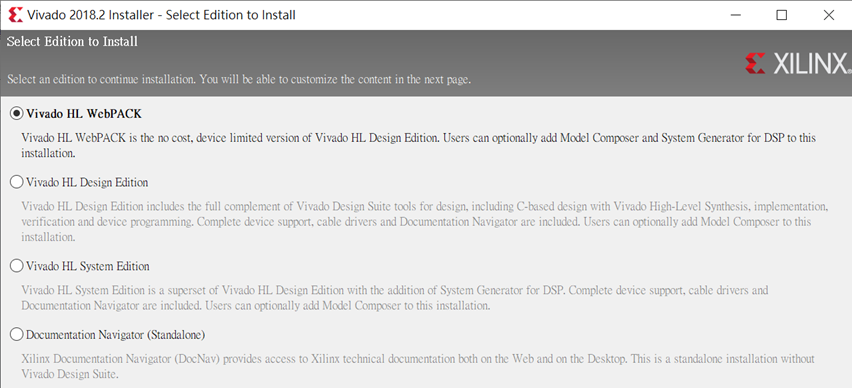 Vivado 2018.2 Installer - Select Edition to Install
Select Edition to Install
Select an edition to continue installation. You will be able to customize the content in the next page.
XILINX
Vivado HL WebPACK
Vivado HL WebPACK is the no cost, device limited version of Vivado HL Design Edition. Users can optionally add Model Composer and System Generator for DSP to this
installation.
Vivado HL Design Edition
Vivado HL Design Edition includes the full complement of Vivado Design Suite tools for design, including C-based design with Vivado High-Level Synthesis, implementation,
verification and device programming. Complete device support, cable drivers and Documentation Navigator are included. Users can optionally add Model Composer to this
installation.
Vivado HL System Edition
Vivado HL System Edition is a superset of Vivado HL Design Edition with the addition of System Generator for DSP. Complete device support, cable drivers and
Documentation Navigator are included. Users can optionally add Model Composer to this installation.
Documentation Navigator (Standalone)
Xilinx Documentation Navigator (DocNav) provides access to Xilinx technical documentation both on the Web and on the Desktop. This is a standalone installation without
Vivado Design Suite.